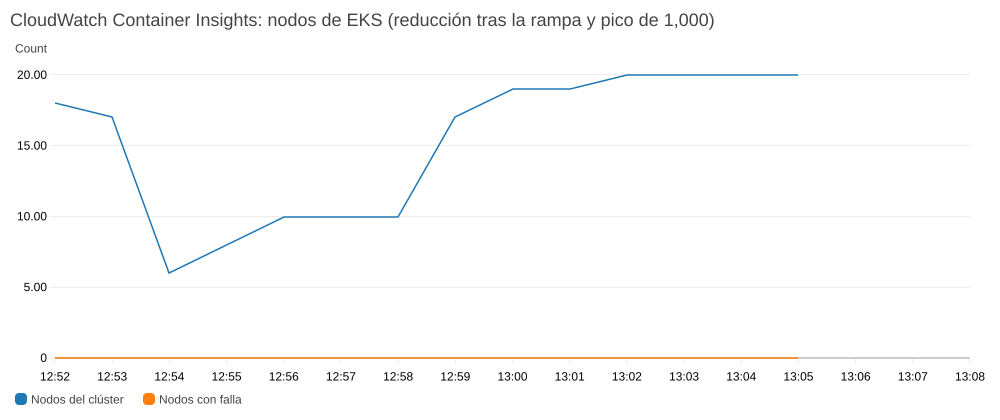 CloudWatch Container Insights: nodos de EKS (reducción tras la rampa y pico de 1,000)
Count
20.00
15.00
10.00
5.00
0
12:52 12:53 12:54 12:55 12:56 12:57 12:58 12:59 13:00 13:01 13:02 13:03 13:04 13:05 13:06 13:07 13:08
Nodos del clúster Nodos con falla